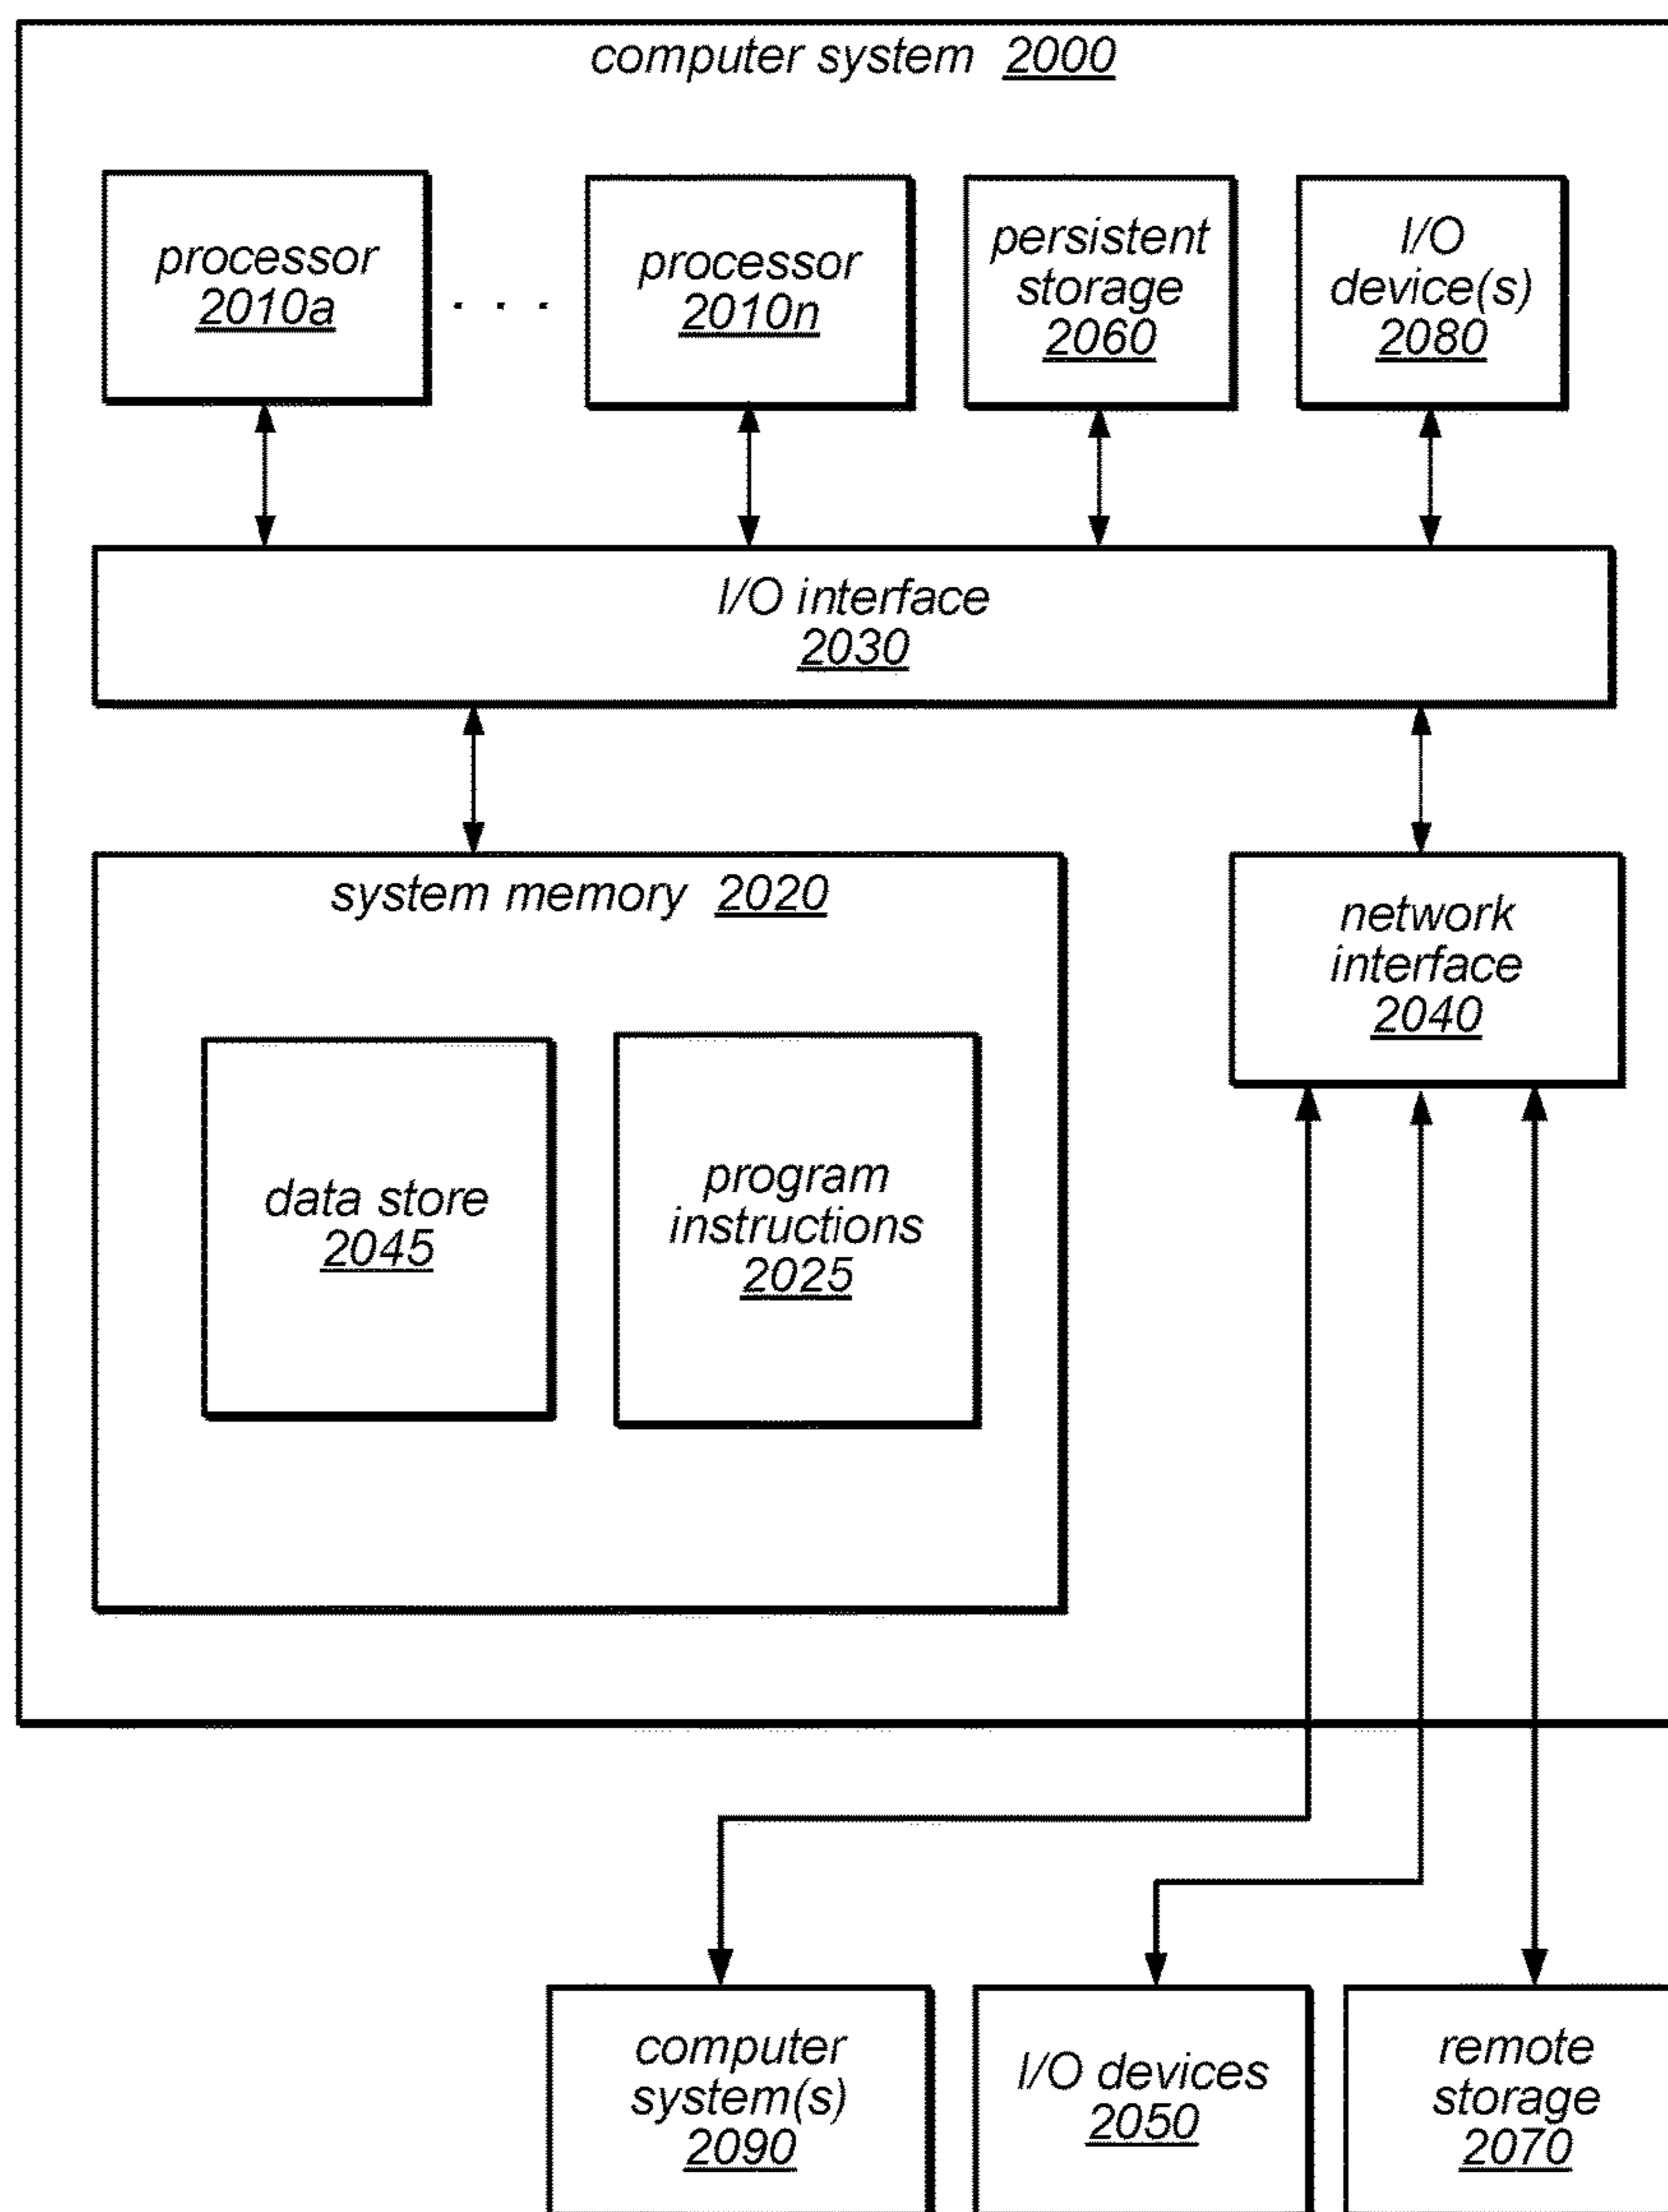 computer system 2000
processor
2010a
. . .
processor
2010n
persistent
storage
2060
I/O
device(s)
2080
I/O interface
2030
system memory 2020
network
interface
2040
data store
2045
program
instructions
2025
computer
system(s)
2090
I/O devices
2050
remote
storage
2070